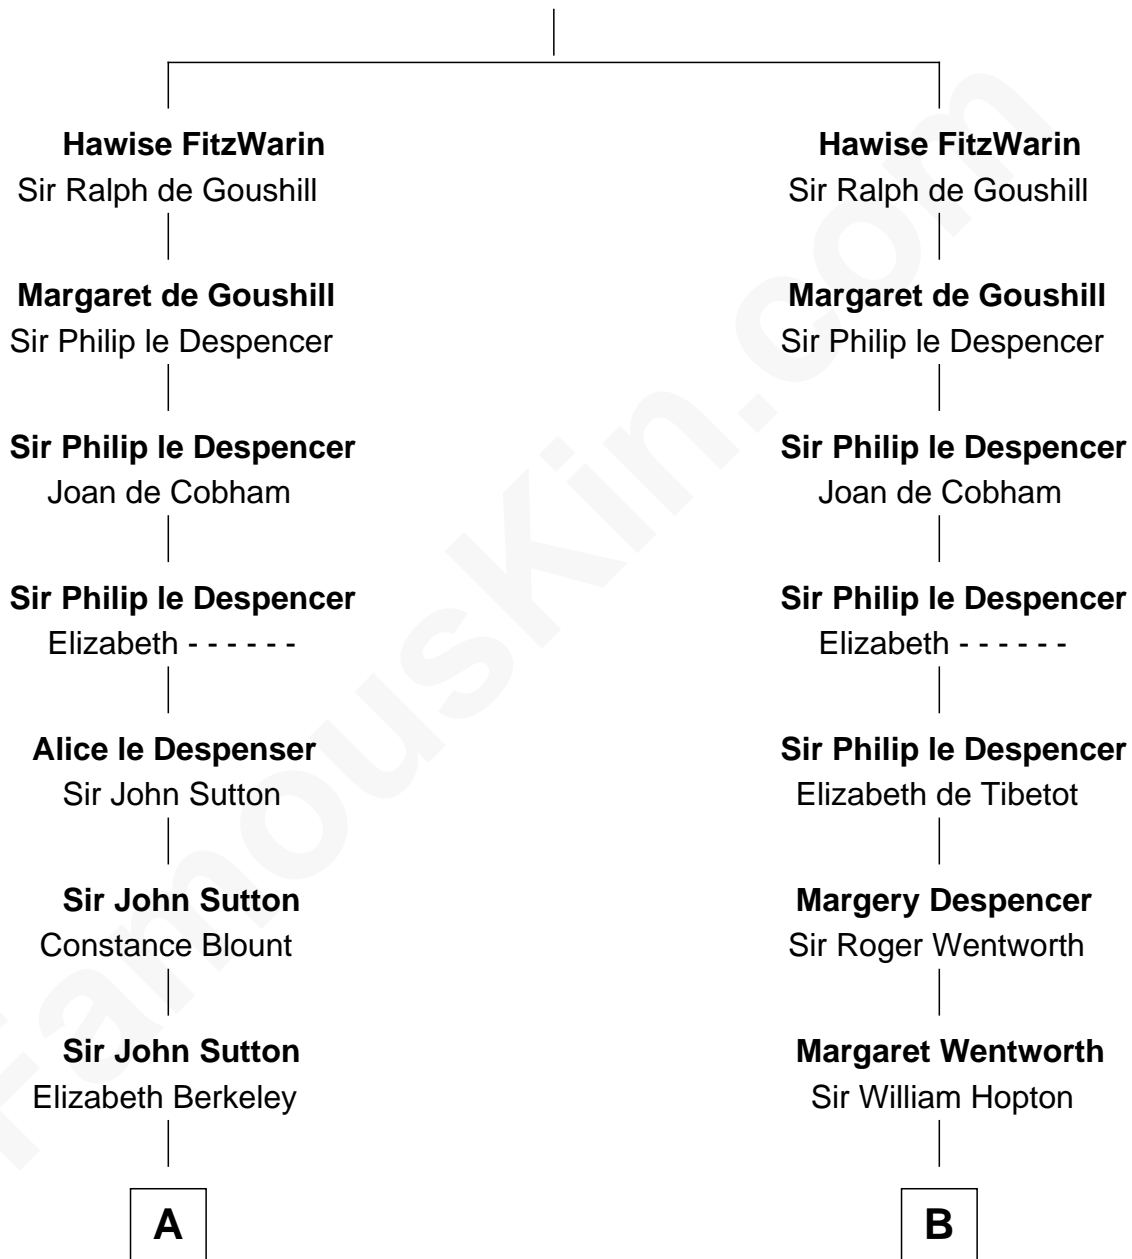 Hawise FitzWarin
Sir Ralph de Goushill
Margaret de Goushill
Sir Philip le Despencer
Sir Philip le Despencer
Joan de Cobham
Sir Philip le Despencer
Elizabeth - - - - - -
Alice le Despenser
Sir John Sutton
Sir John Sutton
Constance Blount
Sir John Sutton
Elizabeth Berkeley
A
Hawise FitzWarin
Sir Ralph de Goushill
Margaret de Goushill
Sir Philip le Despencer
Sir Philip le Despencer
Joan de Cobham
Sir Philip le Despencer
Elizabeth - - - - - -
Sir Philip le Despencer
Elizabeth de Tibetot
Margery Despencer
Sir Roger Wentworth
Margaret Wentworth
Sir William Hopton
B
FamousKin.com